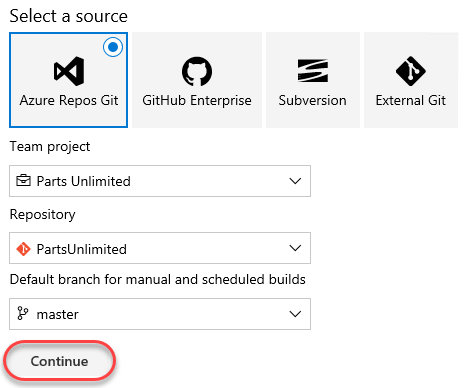 Select a source
Azure Repos Git
GitHub Enterprise
Subversion
External Git
Team project
Parts Unlimited
Repository
PartsUnlimited
Default branch for manual and scheduled builds
master
Continue